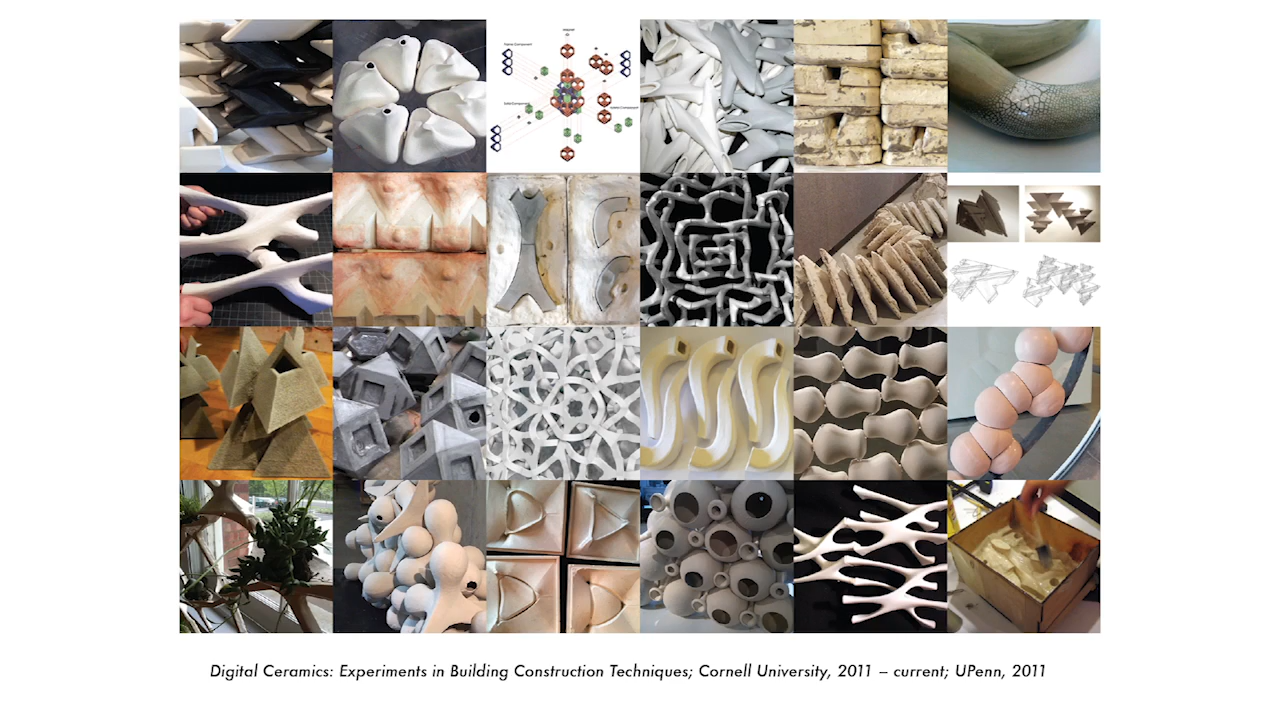 Digital Ceramics: Experiments in Building Construction Techniques; Cornell University, 2011 – current; UPenn, 2011